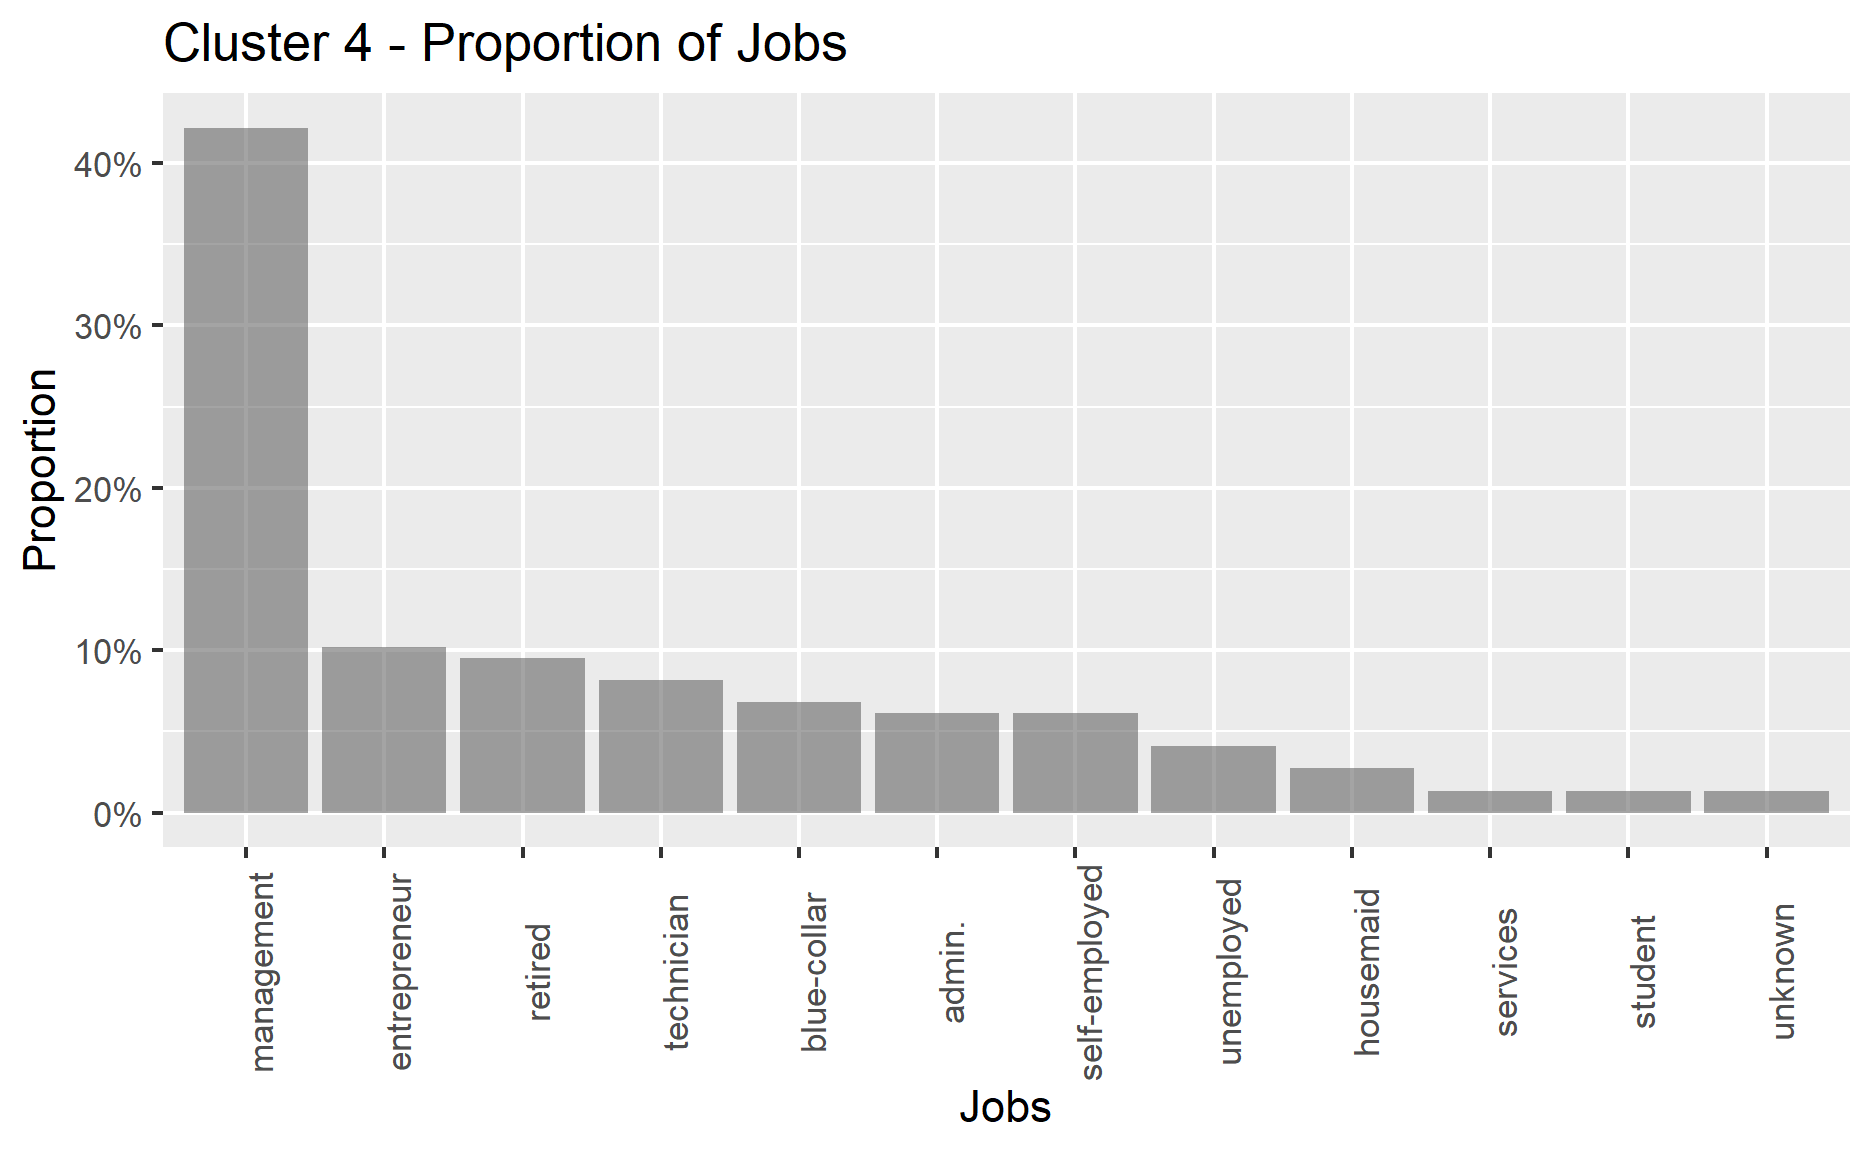 Cluster 4 - Proportion of Jobs
Proportion
40%
30%
20%
10%
0%
management
entrepreneur
retired
technician
blue-collar
admin.
self-employed
unemployed
housemaid
services
student
unknown
Jobs